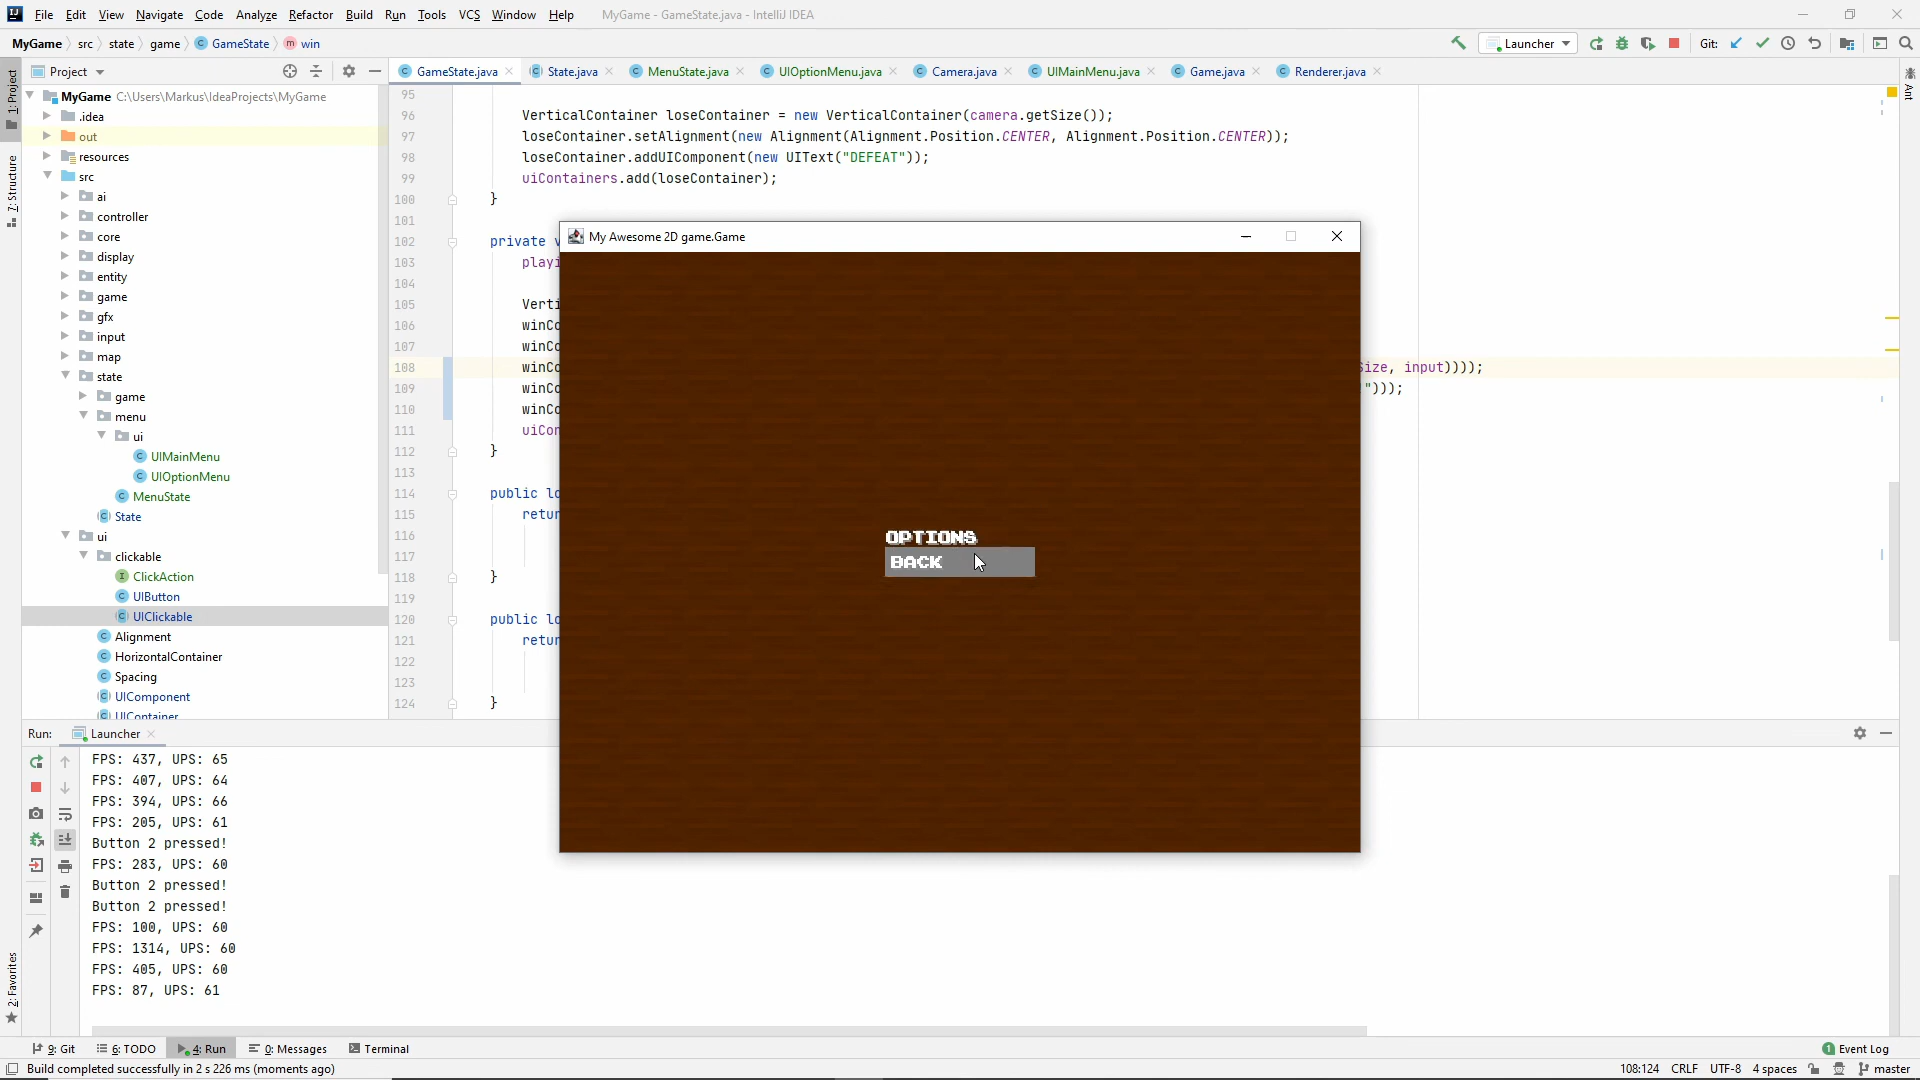 File Edit View Navigate Code Analyze Refactor Build Run Tools VCS Window Help MyGame - GameState.java - IntelliJ IDEA
MyGame src state game GameState win Launcher Git:
1: Project
7: Structure
2: Favorites
Project
GameState.java State.java MenuState.java UIOptionMenu.java Camera.java UIMainMenu.java Game.java Renderer.java
Ant
MyGame C:\Users\Markus\IdeaProjects\MyGame
.idea
out
resources
src
ai
controller
core
display
entity
game
gfx
input
map
state
game
menu
ui
UIMainMenu
UIOptionMenu
MenuState
State
ui
clickable
ClickAction
UIButton
UIClickable
Alignment
HorizontalContainer
Spacing
UIComponent
UIContainer
95
96 VerticalContainer loseContainer = new VerticalContainer(camera.getSize());
97 loseContainer.setAlignment(new Alignment(Alignment.Position.CENTER, Alignment.Position.CENTER));
98 loseContainer.addUIComponent(new UIText("DEFEAT"));
99 uiContainers.add(loseContainer);
100 }
101
102 private v
103 playi
104
105 Verti
106 winCo
107 winCo
108 winCo Size, input))));
109 winCo ")));
110 winCo
111 uiCon
112 }
113
114 public lo
115 retur
116
117
118 }
119
120 public lo
121 retur
122
123
124 }
My Awesome 2D game.Game
OPTIONS
BACK
Run: Launcher
FPS: 437, UPS: 65
FPS: 407, UPS: 64
FPS: 394, UPS: 66
FPS: 205, UPS: 61
Button 2 pressed!
FPS: 283, UPS: 60
Button 2 pressed!
Button 2 pressed!
FPS: 100, UPS: 60
FPS: 1314, UPS: 60
FPS: 405, UPS: 60
FPS: 87, UPS: 61
9: Git 6: TODO 4: Run 0: Messages Terminal 1 Event Log
Build completed successfully in 2 s 226 ms (moments ago) 108:124 CRLF UTF-8 4 spaces master